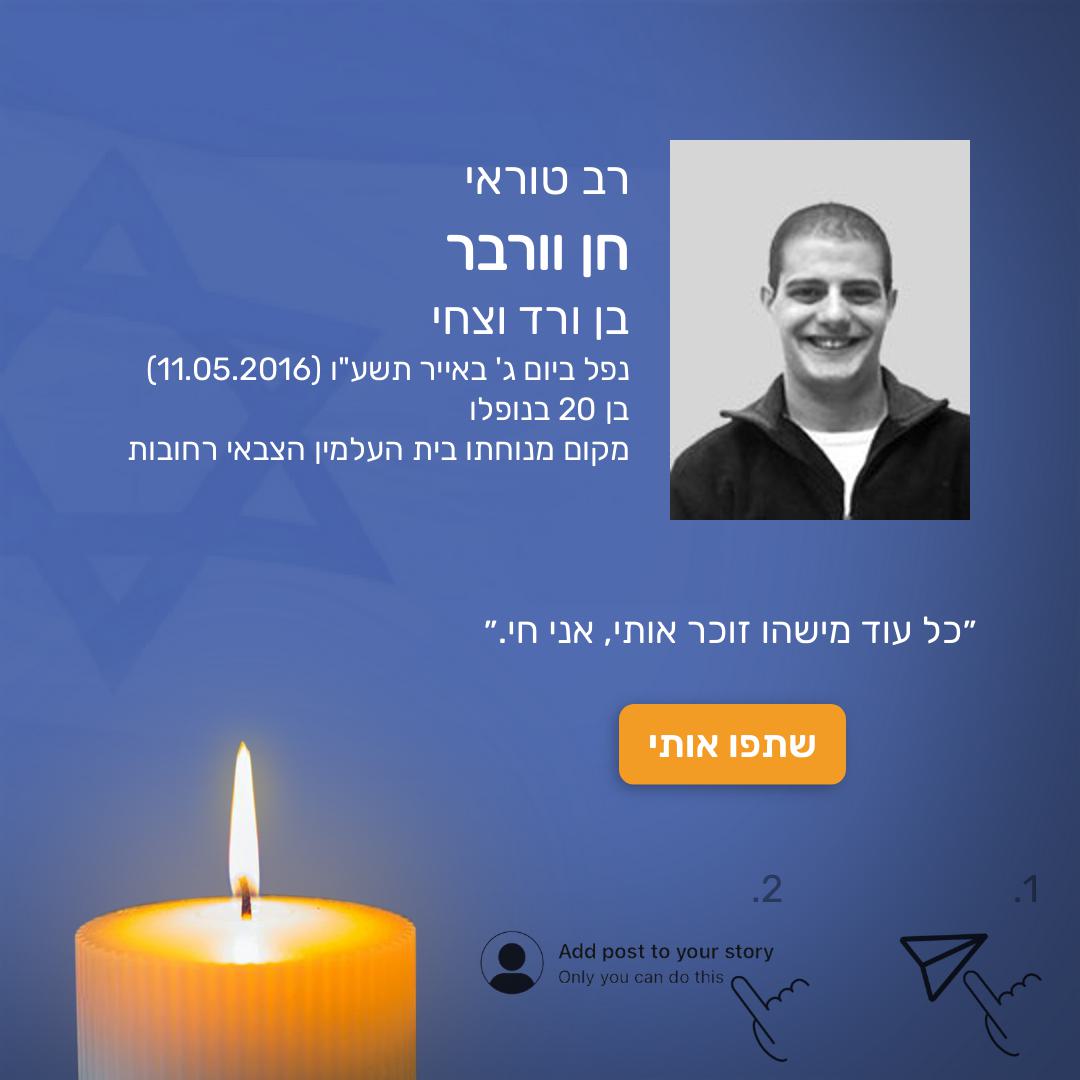 רב טוראי
חן וורבר
בן ורד וצחי
נפל ביום ג' באייר תשע"ו (11.05.2016)
בן 20 בנופלו
מקום מנוחתו בית העלמין הצבאי רחובות
״כל עוד מישהו זוכר אותי, אני חי.״
שתפו אותי
.1
.2
Add post to your story
Only you can do this